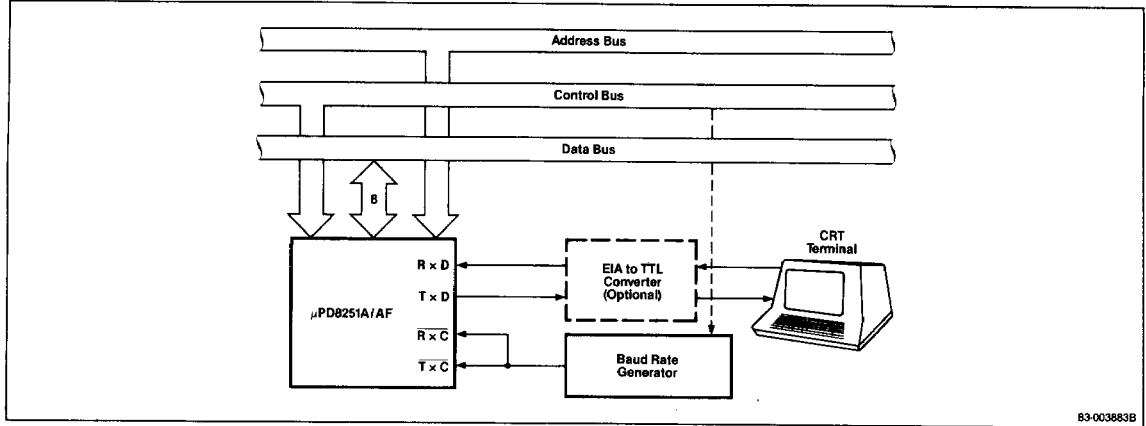 Address Bus
Control Bus
Data Bus
8
CRT
Terminal
R x D
EIA to TTL
Converter
(Optional)
T x D
µPD8251A/AF
R x C
T x C
Baud Rate
Generator
83-003883B